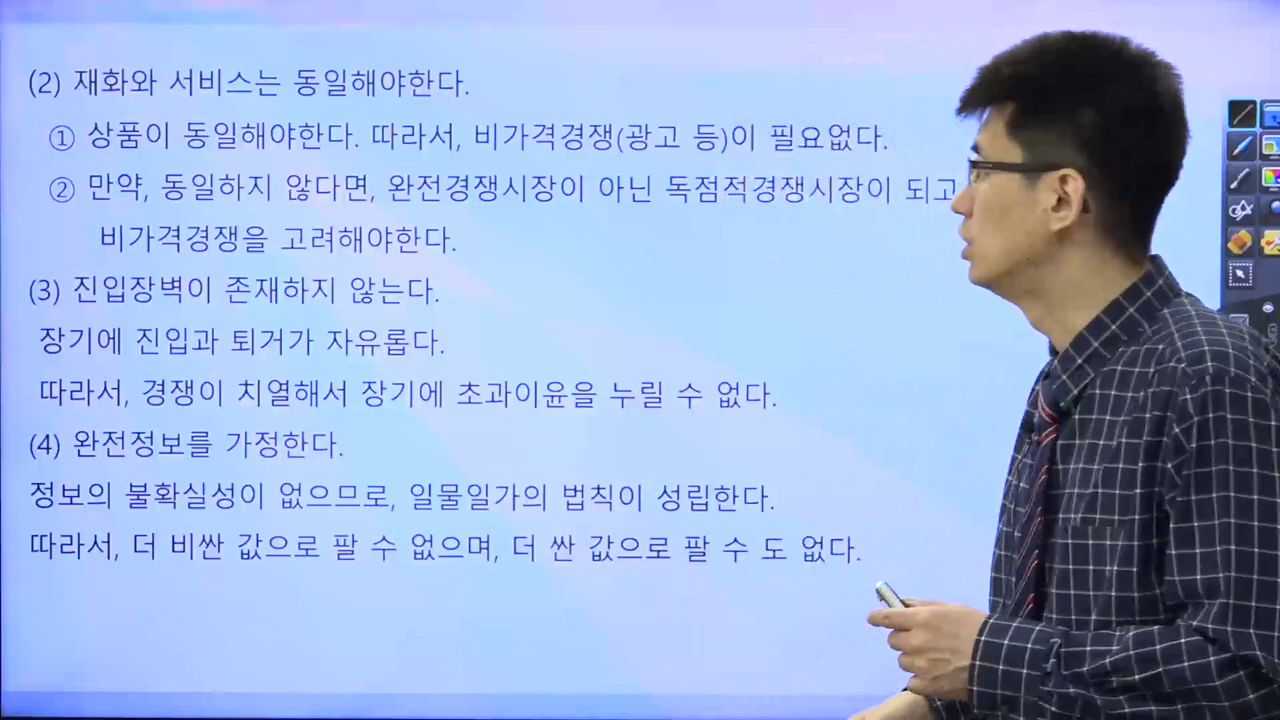 (2) 재화와 서비스는 동일해야한다.
① 상품이 동일해야한다. 따라서, 비가격경쟁(광고 등)이 필요없다.
② 만약, 동일하지 않다면, 완전경쟁시장이 아닌 독점적경쟁시장이 되고
비가격경쟁을 고려해야한다.
(3) 진입장벽이 존재하지 않는다.
장기에 진입과 퇴거가 자유롭다.
따라서, 경쟁이 치열해서 장기에 초과이윤을 누릴 수 없다.
(4) 완전정보를 가정한다.
정보의 불확실성이 없으므로, 일물일가의 법칙이 성립한다.
따라서, 더 비싼 값으로 팔 수 없으며, 더 싼 값으로 팔 수 도 없다.